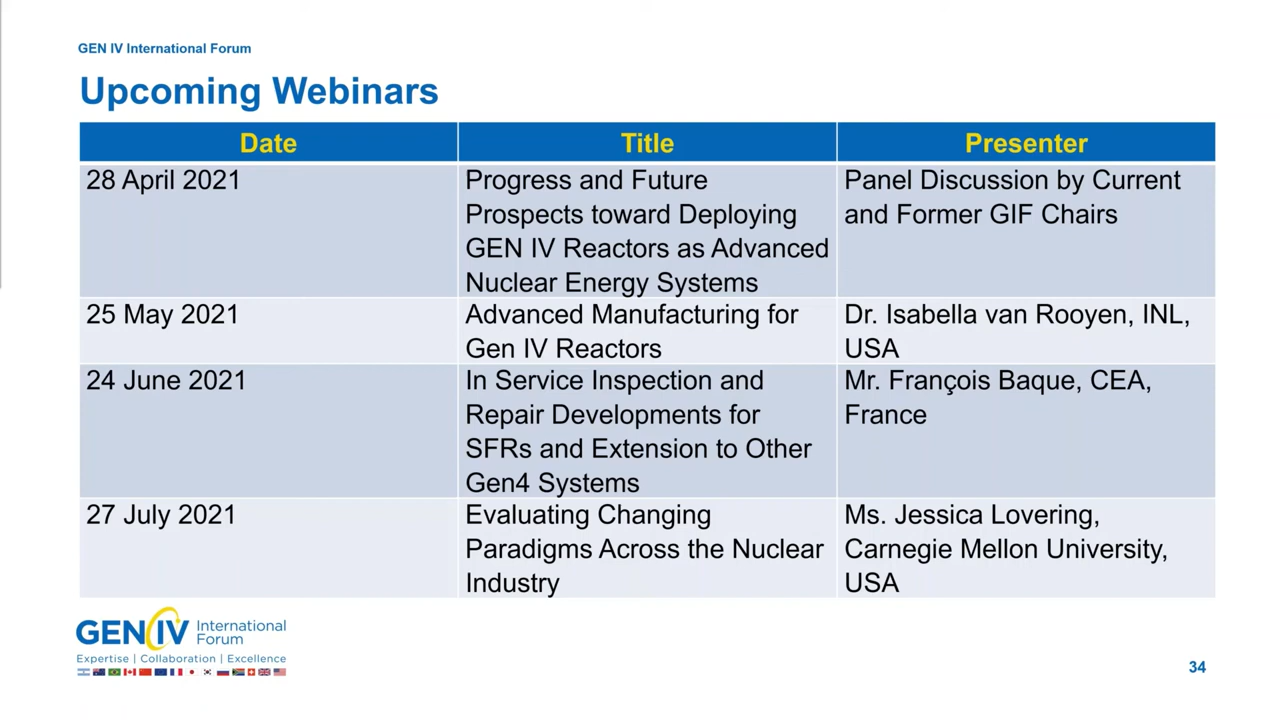 GEN IV International Forum
Upcoming Webinars
Date
Title
Presenter
28 April 2021
Progress and Future
Prospects toward Deploying
GEN IV Reactors as Advanced
Nuclear Energy Systems
Panel Discussion by Current
and Former GIF Chairs
25 May 2021
Advanced Manufacturing for
Gen IV Reactors
Dr. Isabella van Rooyen, INL,
USA
24 June 2021
In Service Inspection and
Repair Developments for
SFRs and Extension to Other
Gen4 Systems
Mr. François Baque, CEA,
France
27 July 2021
Evaluating Changing
Paradigms Across the Nuclear
Industry
Ms. Jessica Lovering,
Carnegie Mellon University,
USA
GEN IV International
Forum
Expertise | Collaboration | Excellence
34